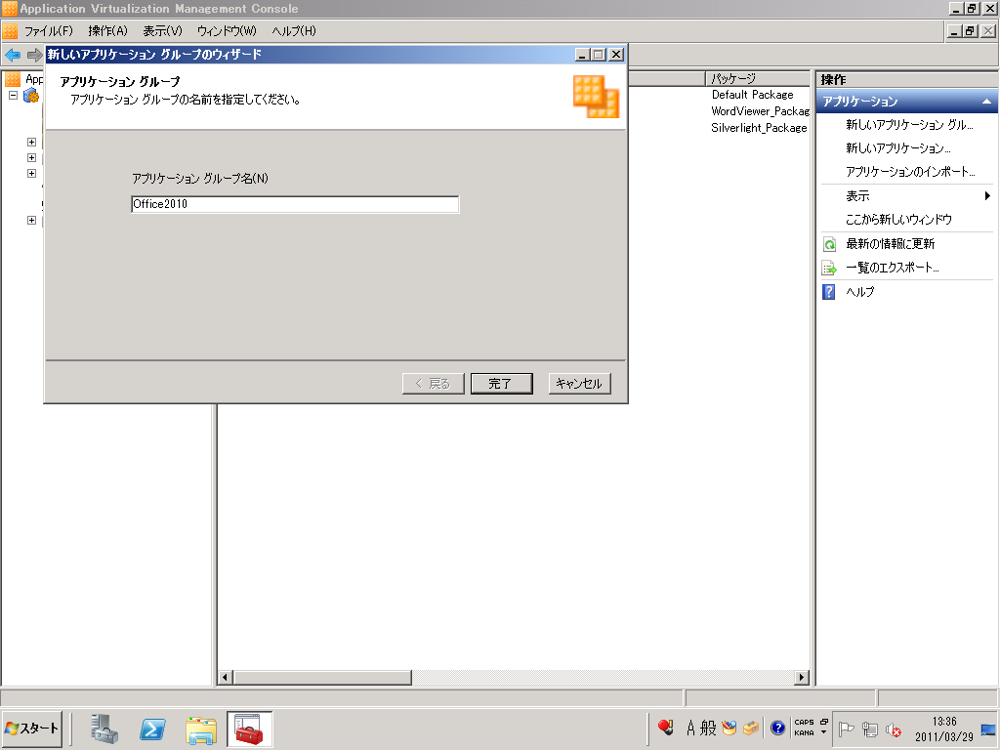 Application Virtualization Management Console
ファイル(F) 操作(A) 表示(V) ウィンドウ(W) ヘルプ(H)
新しいアプリケーション グループのウィザード
アプリケーション グループ
アプリケーション グループの名前を指定してください。
アプリケーション グループ名(N)
Office2010
< 戻る 完了 キャンセル
App
パッケージ
Default Package
WordViewer_Packag
Silverlight_Package
操作
アプリケーション
新しいアプリケーション グル...
新しいアプリケーション...
アプリケーションのインポート...
表示
ここから新しいウィンドウ
最新の情報に更新
一覧のエクスポート...
ヘルプ
スタート
A 般
CAPS
KANA
13:36
2011/03/29